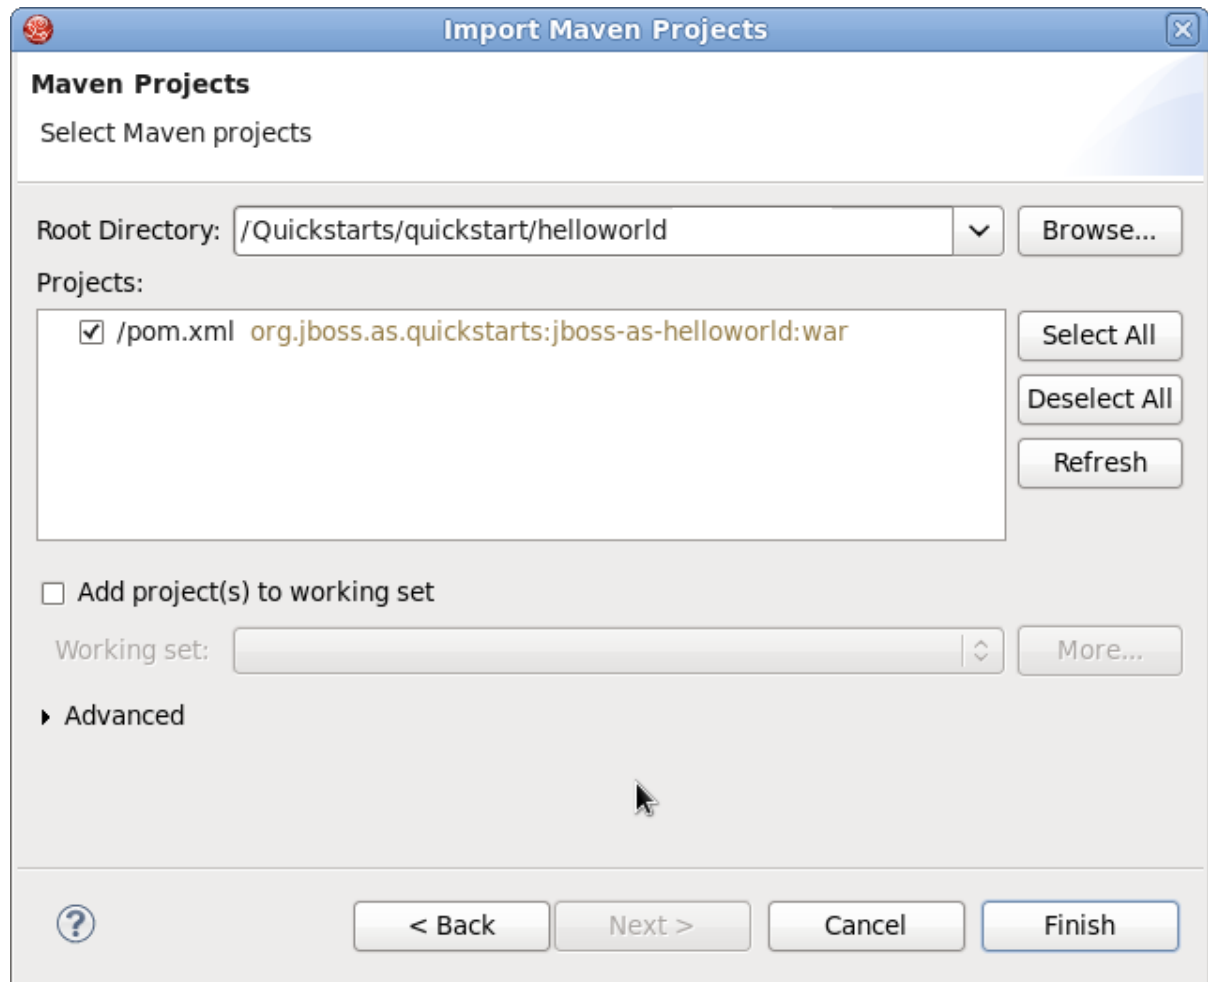 Import Maven Projects
Maven Projects
Select Maven projects
Root Directory: /Quickstarts/quickstart/helloworld Browse...
Projects:
/pom.xml org.jboss.as.quickstarts:jboss-as-helloworld:war Select All
Deselect All
Refresh
Add project(s) to working set
Working set: More...
Advanced
? < Back Next > Cancel Finish